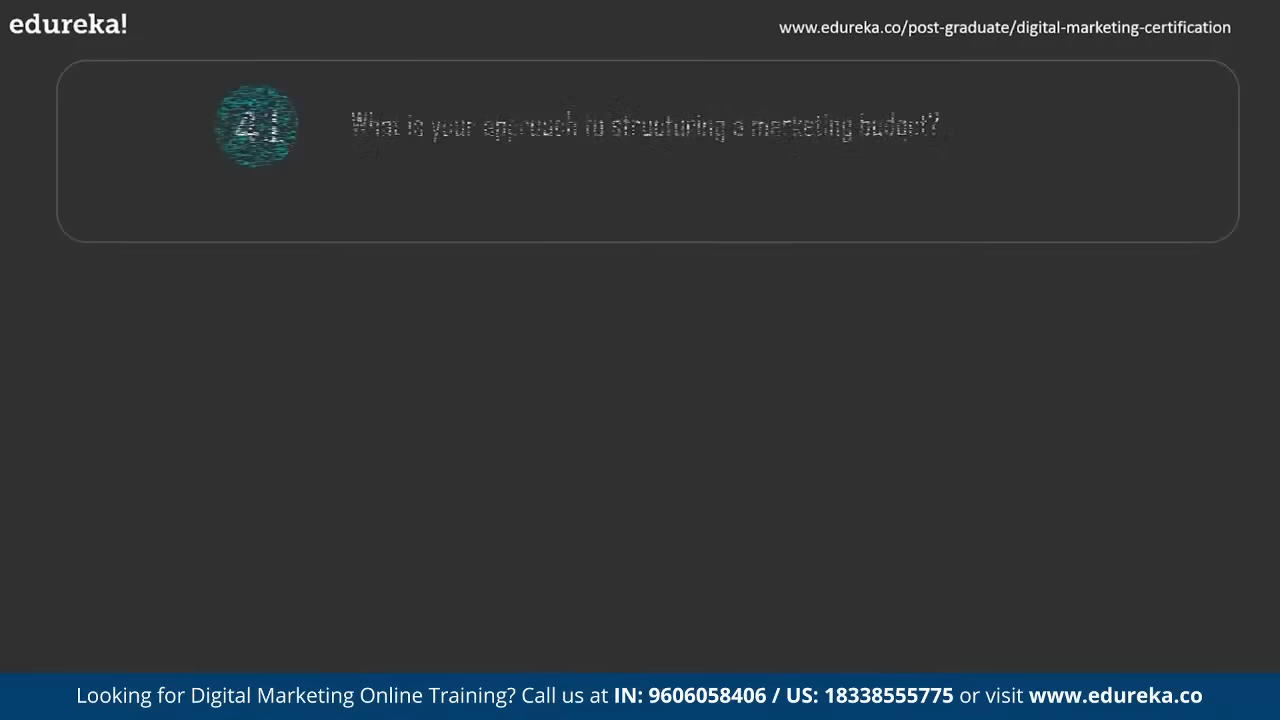 edureka!
www.edureka.co/post-graduate/digital-marketing-certification
41
What is your approach to structuring a marketing budget?
Looking for Digital Marketing Online Training? Call us at IN: 9606058406 / US: 18338555775 or visit www.edureka.co